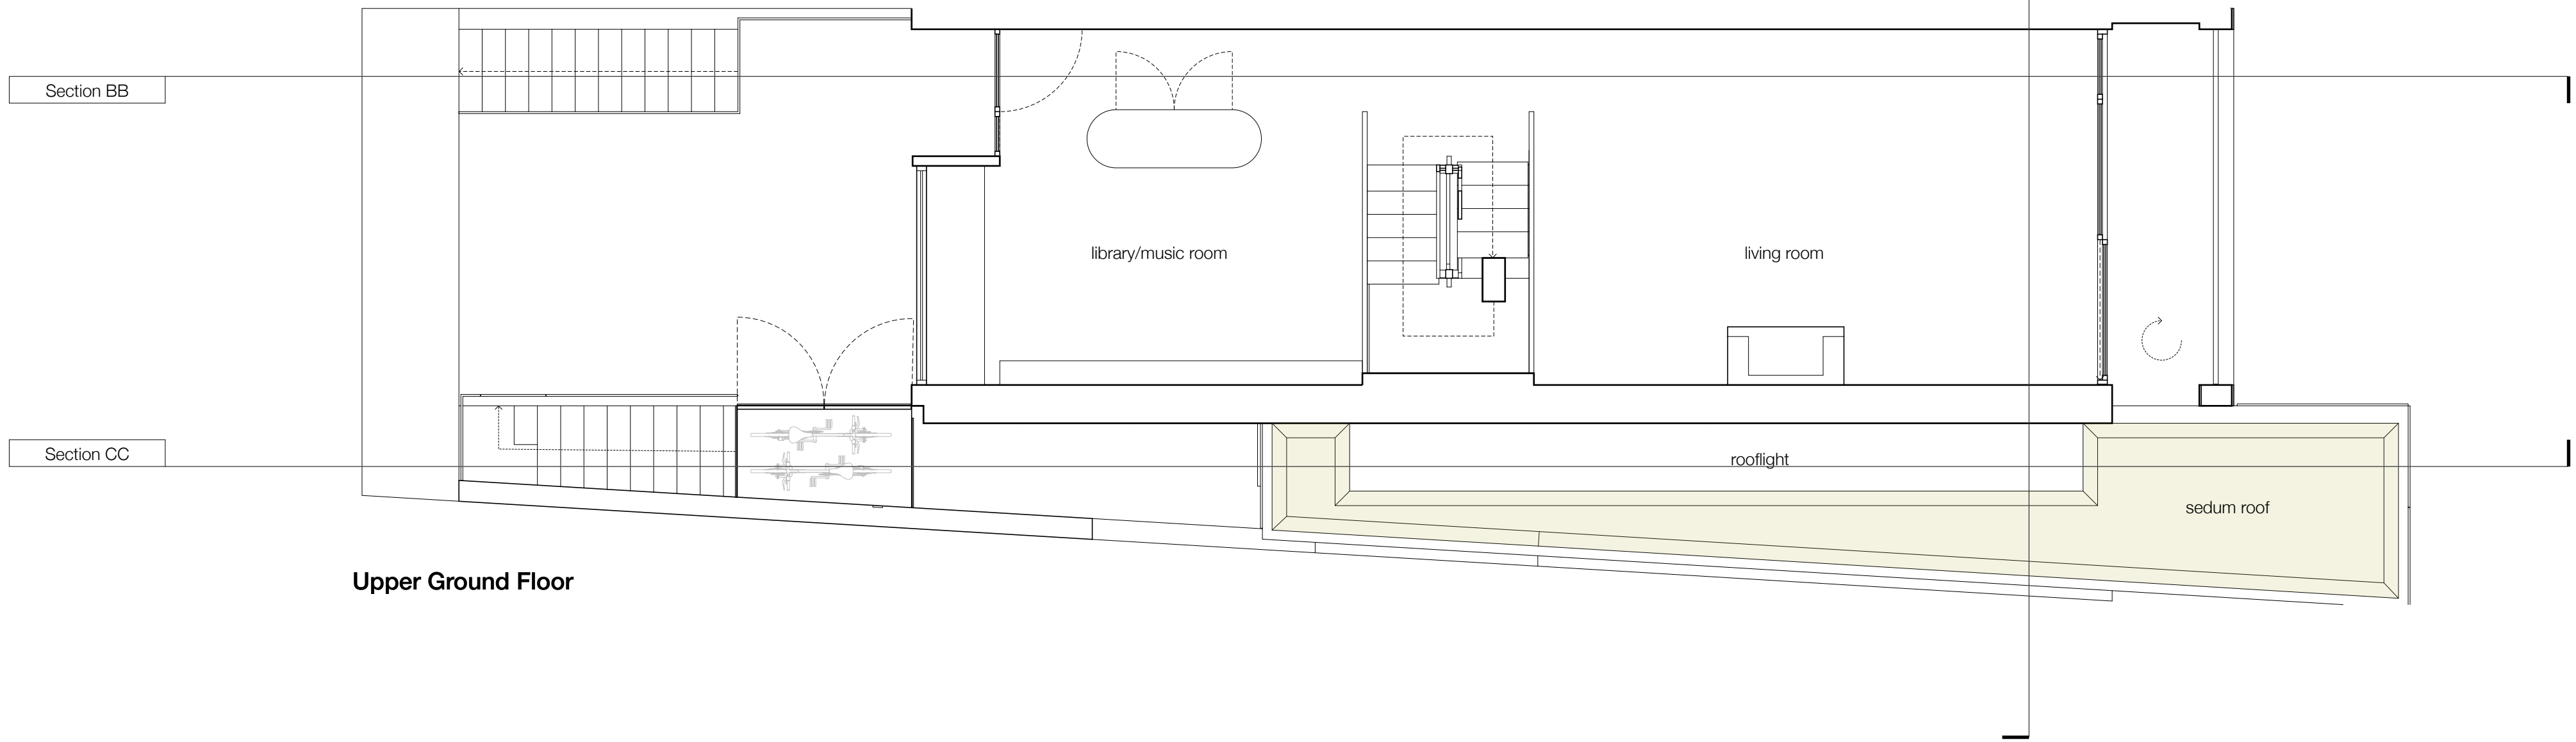 Section BB
library/music room
living room
Section CC
rooflight
sedum roof
Upper Ground Floor